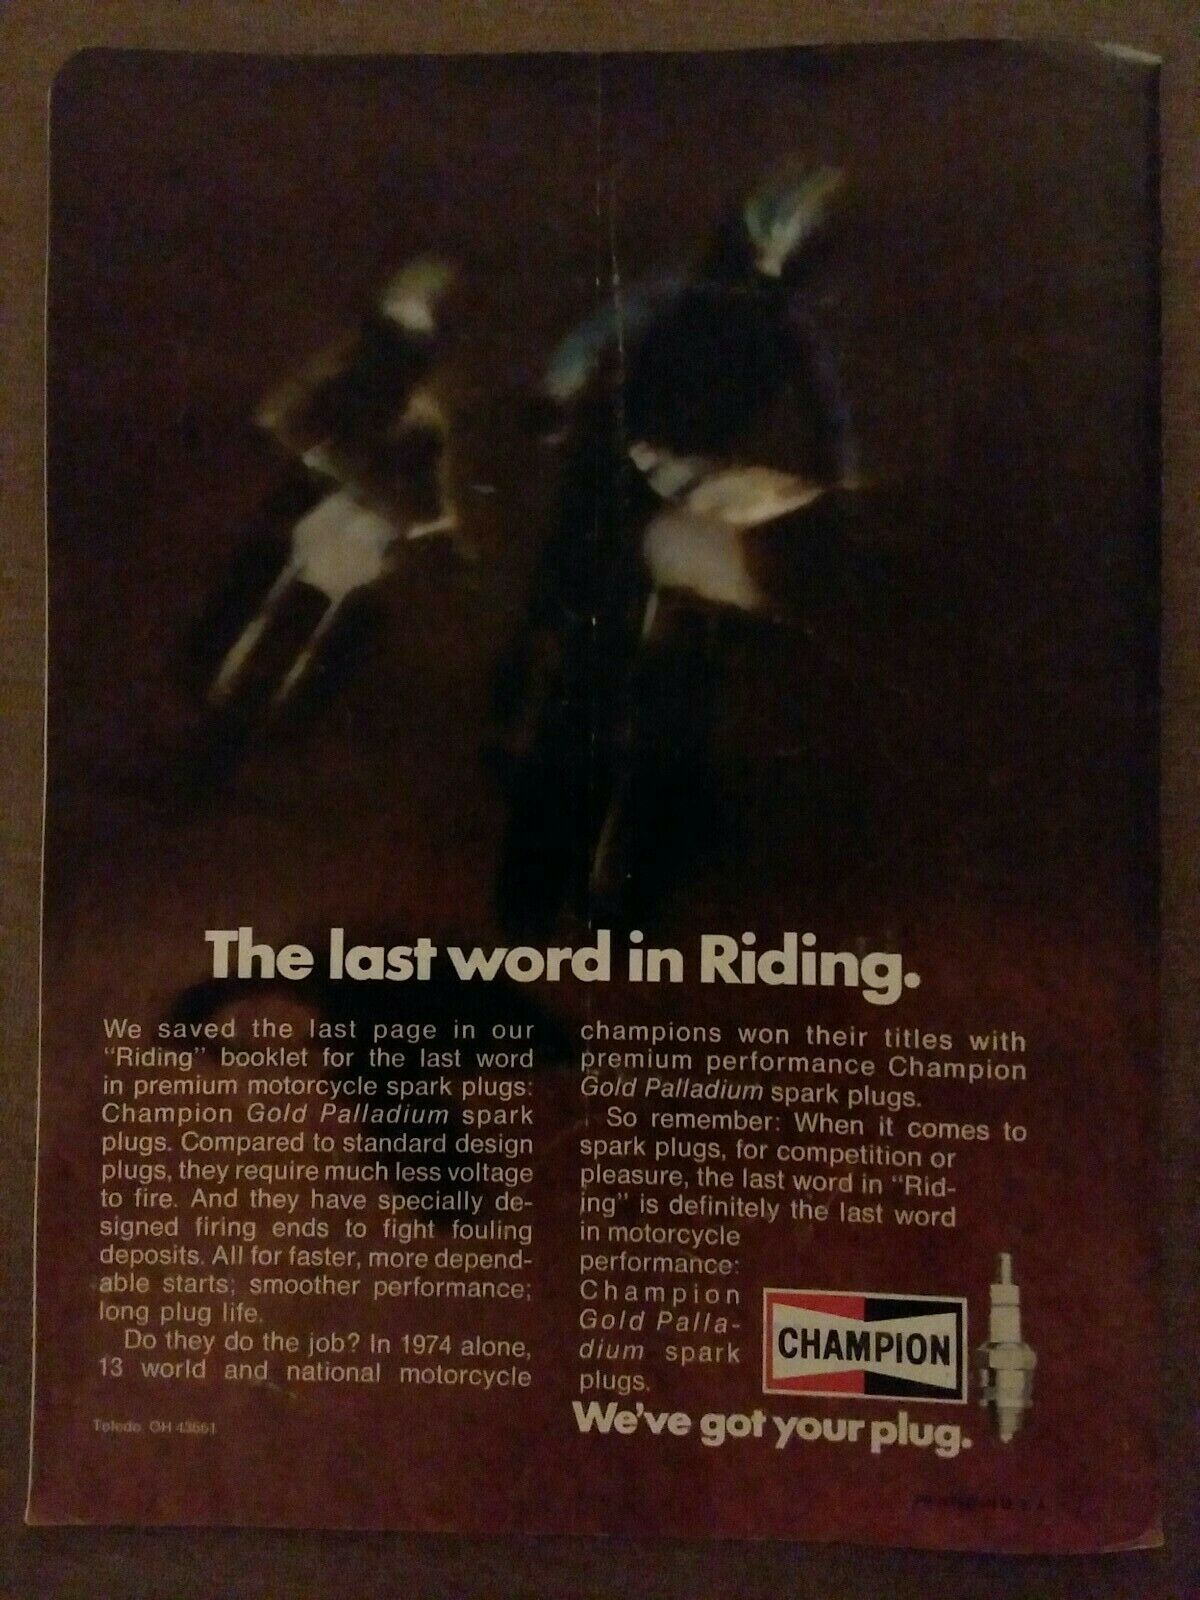 The last word in Riding.
We saved the last page in our
"Riding" booklet for the last word
in premium motorcycle spark plugs:
Champion Gold Palladium spark
plugs. Compared to standard design
plugs, they require much less voltage
to fire. And they have specially de-
signed firing ends to fight fouling
deposits. All for faster, more depend-
able starts; smoother performance;
long plug life.
Do they do the job? In 1974 alone,
13 world and national motorcycle
champions won their titles with
premium performance Champion
Gold Palladium spark plugs.
So remember: When it comes to
spark plugs, for competition or
pleasure, the last word in "Rid-
ing" is definitely the last word
in motorcycle
performance:
Champion
Gold Palla-
dium spark
plugs.
CHAMPION
We've got your plug.
Toledo, OH 43661
PRINTED IN U.S.A.